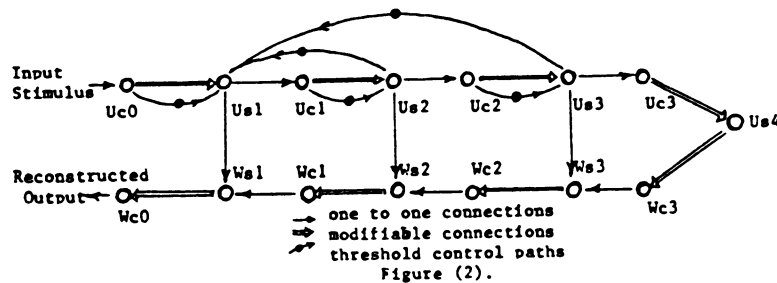 Input
Stimulus
Uc0
Us1
Uc1
Us2
Uc2
Us3
Uc3
Us4
Reconstructed
Output
Wc0
Ws1
Wc1
Ws2
Wc2
Ws3
Wc3
one to one connections
modifiable connections
threshold control paths
Figure (2).